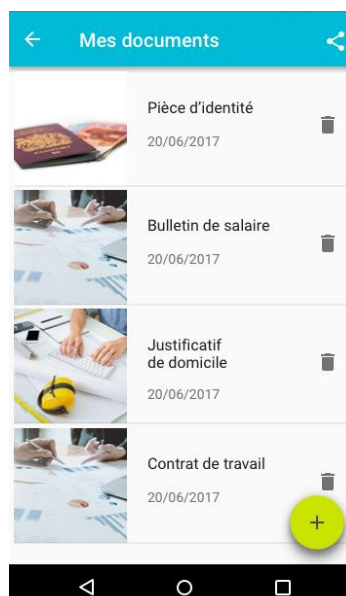 Mes documents
Pièce d'identité
20/06/2017
Bulletin de salaire
20/06/2017
Justificatif
de domicile
20/06/2017
Contrat de travail
20/06/2017